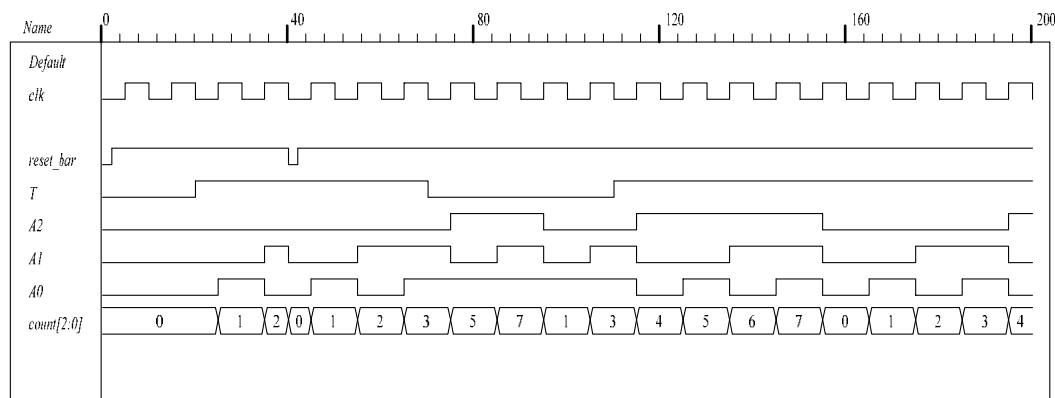 0 40 80 120 160 200
Name
Default
clk
reset_bar
T
A2
A1
A0
count[2:0] 0 1 2 0 1 2 3 5 7 1 3 4 5 6 7 0 1 2 3 4